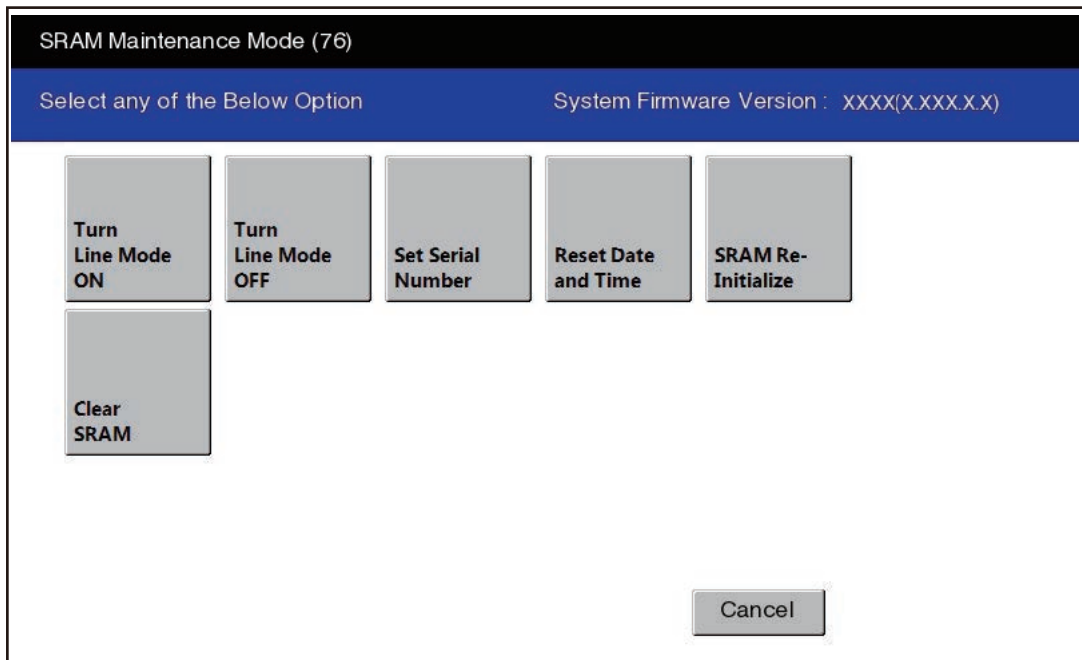 SRAM Maintenance Mode (76)
Select any of the Below Option
System Firmware Version : XXXX(X.XXX.X.X)
Turn
Line Mode
ON
Turn
Line Mode
OFF
Set Serial
Number
Reset Date
and Time
SRAM Re-
Initialize
Clear
SRAM
Cancel